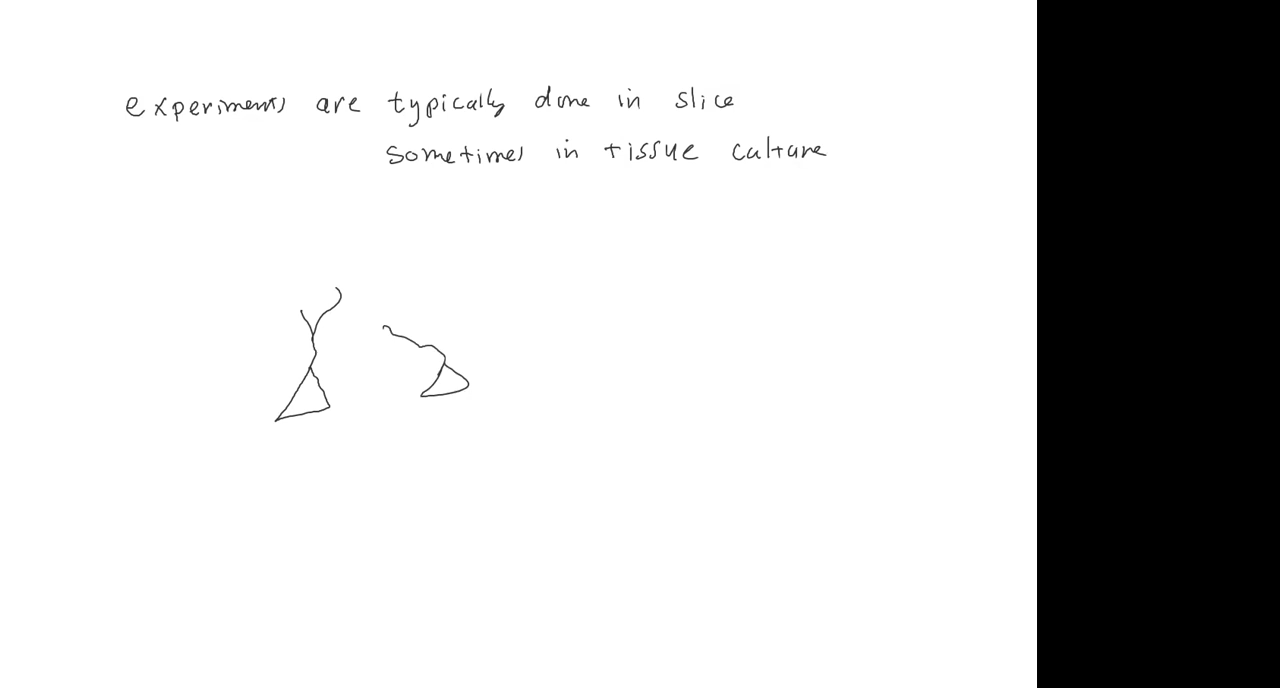 experiments are typically done in slice
sometimes in tissue culture